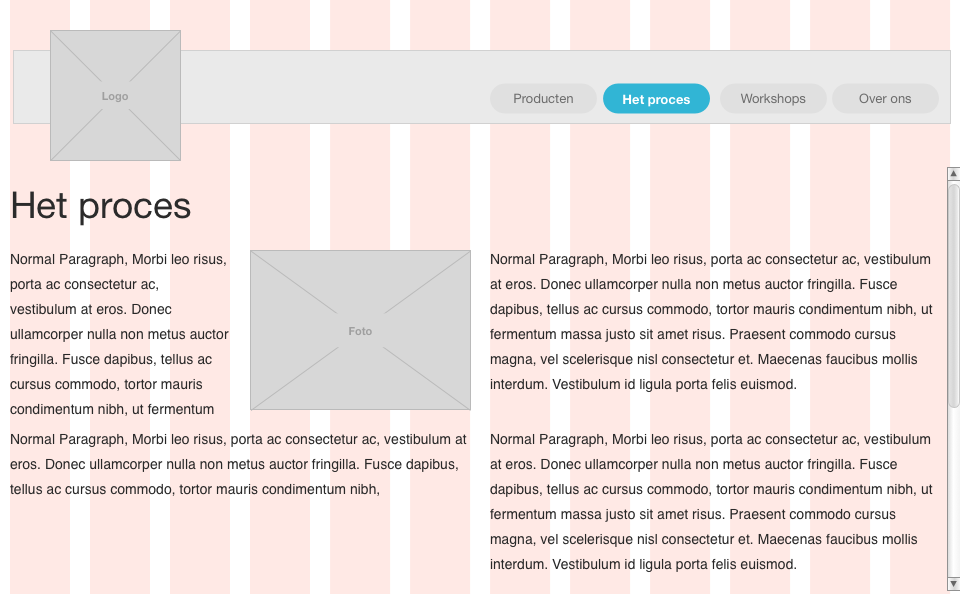 Logo
Producten
Het proces
Workshops
Over ons
Het proces
Normal Paragraph, Morbi leo risus,
porta ac consectetur ac,
vestibulum at eros. Donec
ullamcorper nulla non metus auctor
fringilla. Fusce dapibus, tellus ac
cursus commodo, tortor mauris
condimentum nibh, ut fermentum
Foto
Normal Paragraph, Morbi leo risus, porta ac consectetur ac, vestibulum at
eros. Donec ullamcorper nulla non metus auctor fringilla. Fusce dapibus,
tellus ac cursus commodo, tortor mauris condimentum nibh,
Normal Paragraph, Morbi leo risus, porta ac consectetur ac, vestibulum
at eros. Donec ullamcorper nulla non metus auctor fringilla. Fusce
dapibus, tellus ac cursus commodo, tortor mauris condimentum nibh, ut
fermentum massa justo sit amet risus. Praesent commodo cursus
magna, vel scelerisque nisl consectetur et. Maecenas faucibus mollis
interdum. Vestibulum id ligula porta felis euismod.
Normal Paragraph, Morbi leo risus, porta ac consectetur ac, vestibulum
at eros. Donec ullamcorper nulla non metus auctor fringilla. Fusce
dapibus, tellus ac cursus commodo, tortor mauris condimentum nibh, ut
fermentum massa justo sit amet risus. Praesent commodo cursus
magna, vel scelerisque nisl consectetur et. Maecenas faucibus mollis
interdum. Vestibulum id ligula porta felis euismod.